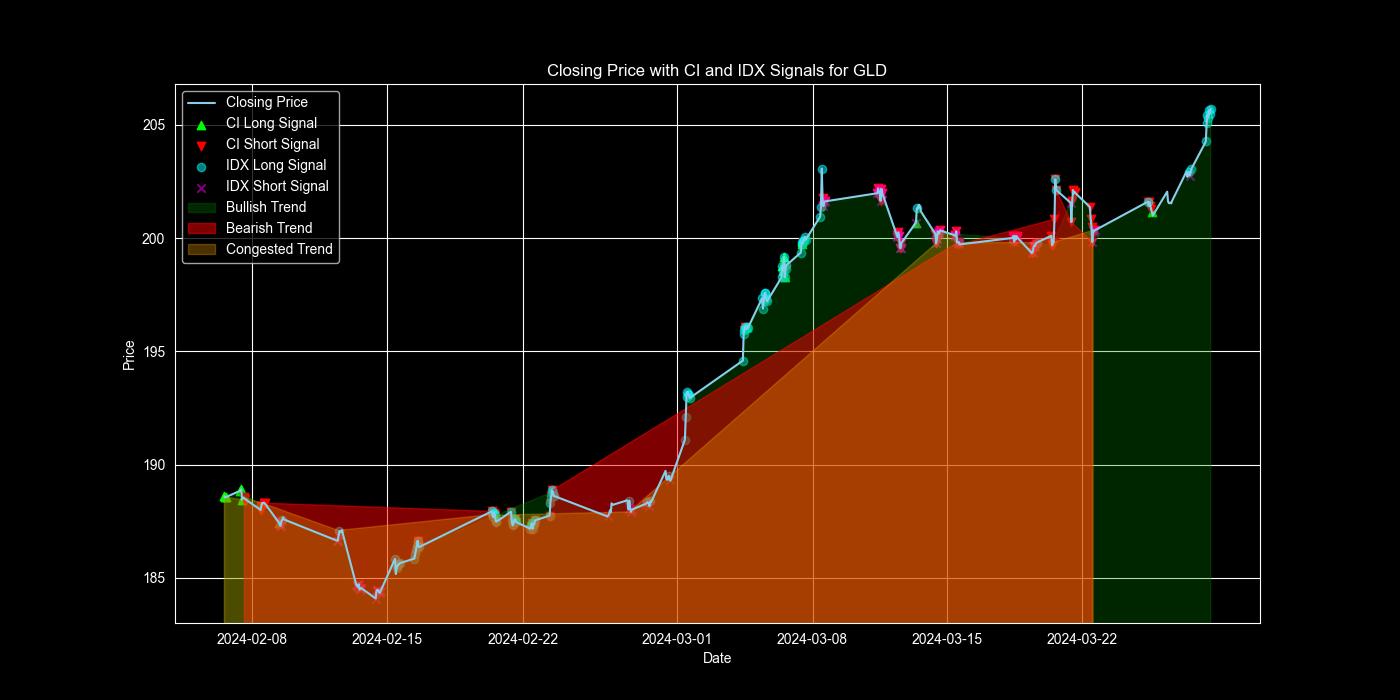 Closing Price with CI and IDX Signals for GLD
Closing Price
CI Long Signal
CI Short Signal
IDX Long Signal
IDX Short Signal
Bullish Trend
Bearish Trend
Congested Trend
205
200
195
190
185
Price
2024-02-08 2024-02-15 2024-02-22 2024-03-01 2024-03-08 2024-03-15 2024-03-22
Date